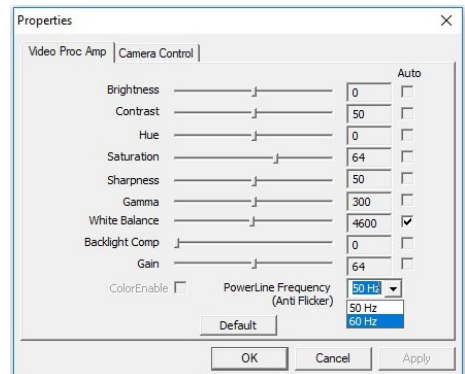 Properties
Video Proc Amp Camera Control
Auto
Brightness 0
Contrast 50
Hue 0
Saturation 64
Sharpness 50
Gamma 300
White Balance 4600
Backlight Comp 0
Gain 64
ColorEnable PowerLine Frequency 50 Hz
(Anti Flicker) 50 Hz
60 Hz
Default
OK Cancel Apply